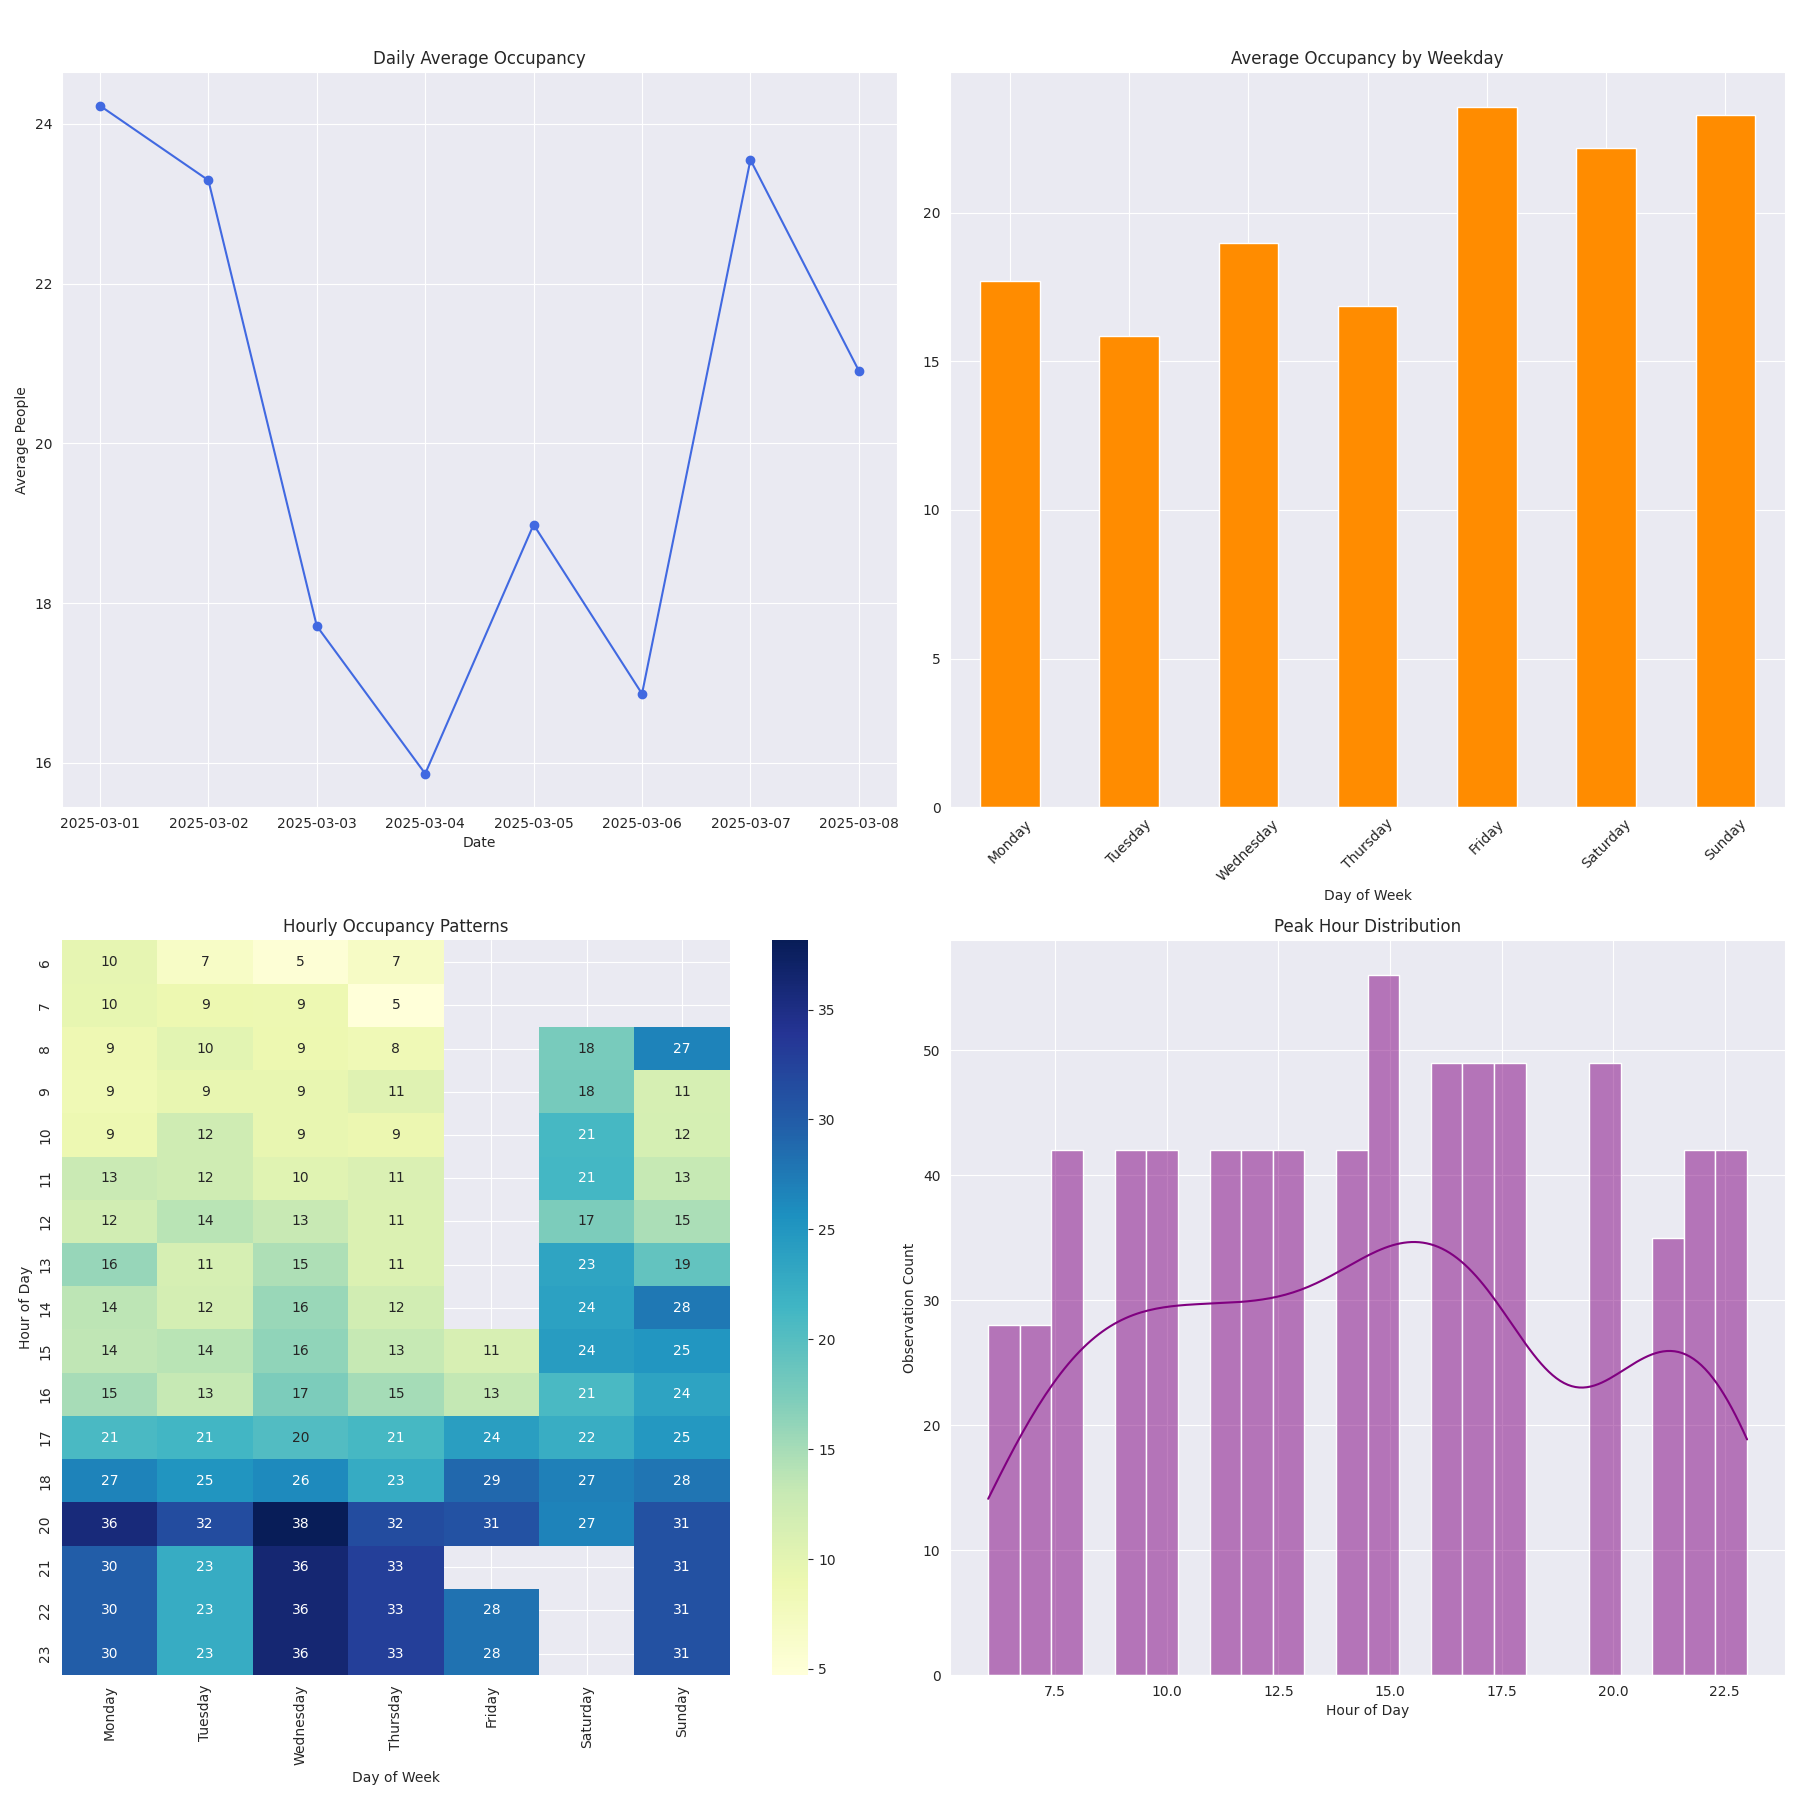 Daily Average Occupancy
24
22
20
18
16
Average People
2025-03-01 2025-03-02 2025-03-03 2025-03-04 2025-03-05 2025-03-06 2025-03-07 2025-03-08
Date
Average Occupancy by Weekday
20
15
10
5
0
Monday Tuesday Wednesday Thursday Friday Saturday Sunday
Day of Week
Hourly Occupancy Patterns
Hour of Day
6 10 7 5 7
7 10 9 9 5
8 9 10 9 8 18 27
9 9 9 9 11 18 11
10 9 12 9 9 21 12
11 13 12 10 11 21 13
12 12 14 13 11 17 15
13 16 11 15 11 23 19
14 14 12 16 12 24 28
15 14 14 16 13 11 24 25
16 15 13 17 15 13 21 24
17 21 21 20 21 24 22 25
18 27 25 26 23 29 27 28
20 36 32 38 32 31 27 31
21 30 23 36 33 31
22 30 23 36 33 28 31
23 30 23 36 33 28 31
Monday Tuesday Wednesday Thursday Friday Saturday Sunday
Day of Week
35
30
25
20
15
10
5
Peak Hour Distribution
Observation Count
50
40
30
20
10
0
7.5 10.0 12.5 15.0 17.5 20.0 22.5
Hour of Day